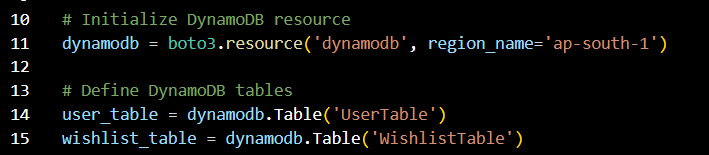 10 # Initialize DynamoDB resource
11 dynamodb = boto3.resource('dynamodb', region_name='ap-south-1')
12
13 # Define DynamoDB tables
14 user_table = dynamodb.Table('UserTable')
15 wishlist_table = dynamodb.Table('WishlistTable')